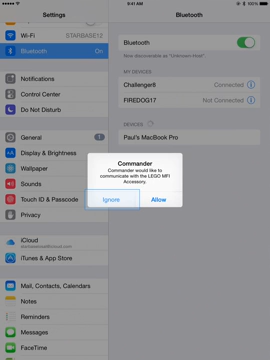 9:41 AM
100%
Settings
Bluetooth
Wi-Fi STARBASE12
Bluetooth On
Notifications
Control Center
Do Not Disturb
General 1
Display & Brightness
Wallpaper
Sounds
Touch ID & Passcode
Privacy
iCloud
iTunes & App Store
Mail, Contacts, Calendars
Notes
Reminders
Messages
FaceTime
Bluetooth
Now discoverable as "Unknown-Hole".
MY DEVICES
Challenger8 Connected
FIREDOG17 Not Connected
DEVICES
Paul's MacBook Pro
Commander
Commander would like to
communicate with the LEGO MFI
Accessory.
Ignore Allow